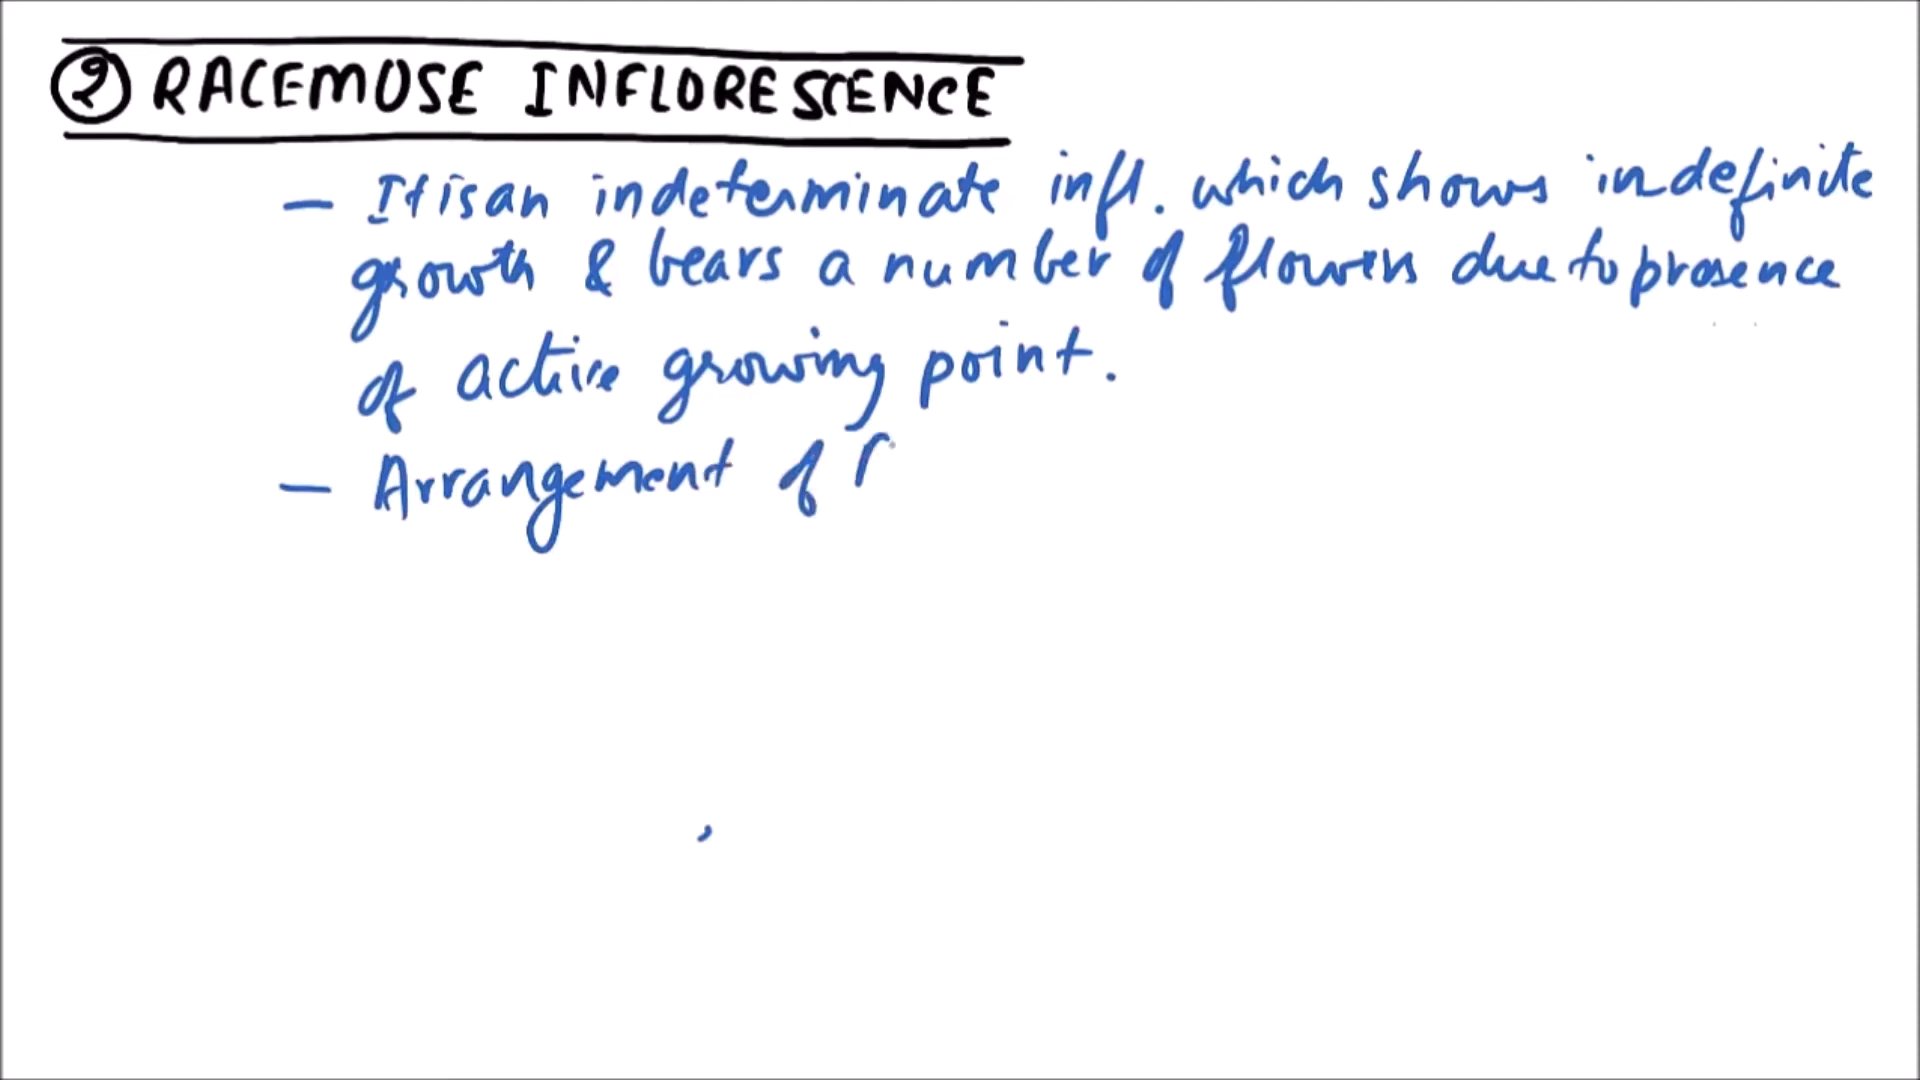 ② RACEMOSE INFLORESCENCE
- It is an indeterminate infl. which shows indefinite
growth & bears a number of flowers due to presence
of active growing point.
- Arrangement of